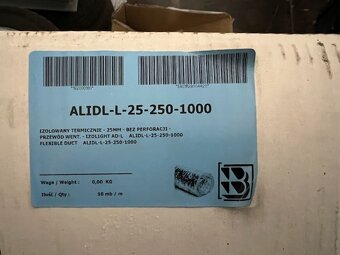 ALIDL-L-25-250-1000
IZOLOWANY TERMICZNIE - 25MM - BEZ PERFORACJI -
PRZEWÓD WENT. - IZOLIGHT AD-L ALIDL-L-25-250-1000
FLEXIBLE DUCT ALIDL-L-25-250-1000
Waga / Weight : 0,00 KG
Ilość / Qty : 10 mb / m